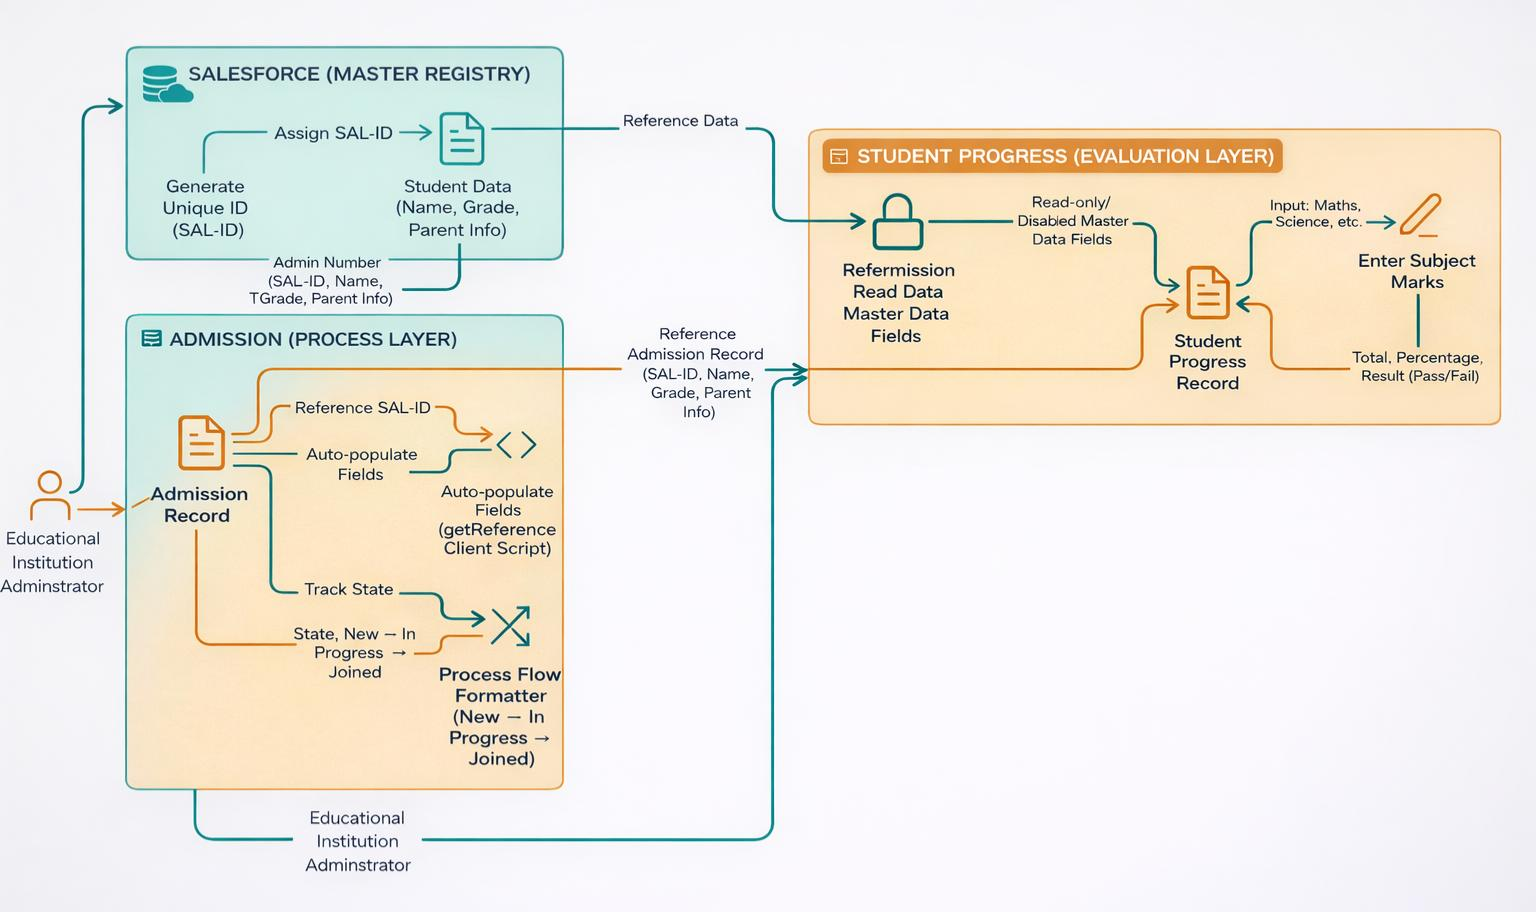 SALESFORCE (MASTER REGISTRY)
Assign SAL-ID
Generate
Unique ID
(SAL-ID)
Student Data
(Name, Grade,
Parent Info)
Admin Number
(SAL-ID, Name,
TGrade, Parent Info)
Reference Data
STUDENT PROGRESS (EVALUATION LAYER)
Read-only/
Disabled Master
Data Fields
Input: Maths,
Science, etc.
Refermission
Read Data
Master Data
Fields
Enter Subject
Marks
Student
Progress
Record
Total, Percentage,
Result (Pass/Fail)
ADMISSION (PROCESS LAYER)
Reference
Admission Record
(SAL-ID, Name,
Grade, Parent
Info)
Reference SAL-ID
Auto-populate
Fields
Admission
Record
Auto-populate
Fields
(getReference
Client Script)
Educational
Institution
Adminstrator
Track State
State, New – In
Progress →
Joined
Process Flow
Formatter
(New – In
Progress →
Joined)
Educational
Institution
Adminstrator